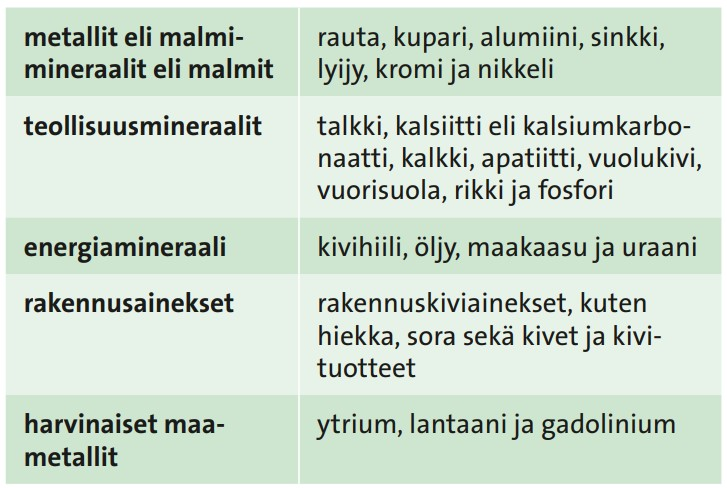 metallit eli malmi-
mineraalit eli malmit
rauta, kupari, alumiini, sinkki,
lyijy, kromi ja nikkeli
teollisuusmineraalit
talkki, kalsiitti eli kalsiumkarbo-
naatti, kalkki, apatiitti, vuolukivi,
vuorisuola, rikki ja fosfori
energiamineraali
kivihiili, öljy, maakaasu ja uraani
rakennusainekset
rakennuskiviainekset, kuten
hiekka, sora sekä kivet ja kivi-
tuotteet
harvinaiset maa-
metallit
ytrium, lantaani ja gadolinium